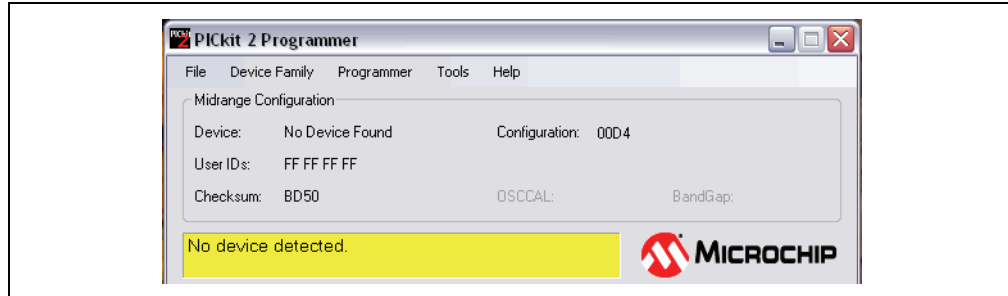 PICkit 2 Programmer
File Device Family Programmer Tools Help
Midrange Configuration
Device: No Device Found Configuration: 00D4
User IDs: FF FF FF FF
Checksum: BD50 OSCCAL: BandGap:
No device detected.
MICROCHIP